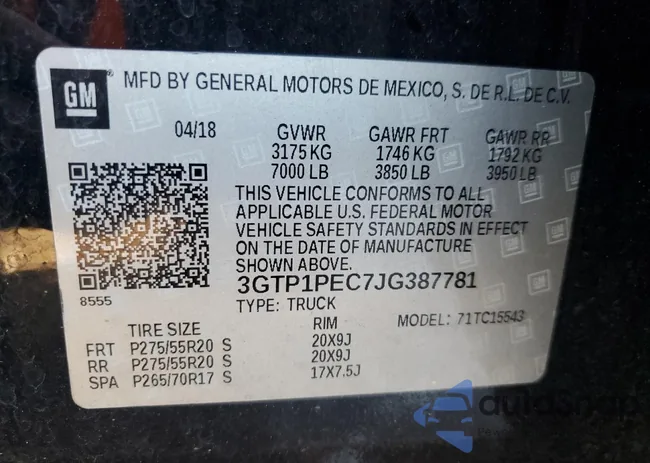 GM
MFD BY GENERAL MOTORS DE MEXICO, S. DE R.L. DE C.V.
04/18 GVWR GAWR FRT GAWR RR
3175 KG 1746 KG 1792 KG
7000 LB 3850 LB 3950 LB
THIS VEHICLE CONFORMS TO ALL
APPLICABLE U.S. FEDERAL MOTOR
VEHICLE SAFETY STANDARDS IN EFFECT
ON THE DATE OF MANUFACTURE
SHOWN ABOVE.
3GTP1PEC7JG387781
8555
TYPE: TRUCK
MODEL: 71TC15543
TIRE SIZE RIM
FRT P275/55R20 S 20X9J
RR P275/55R20 S 20X9J
SPA P265/70R17 S 17X7.5J